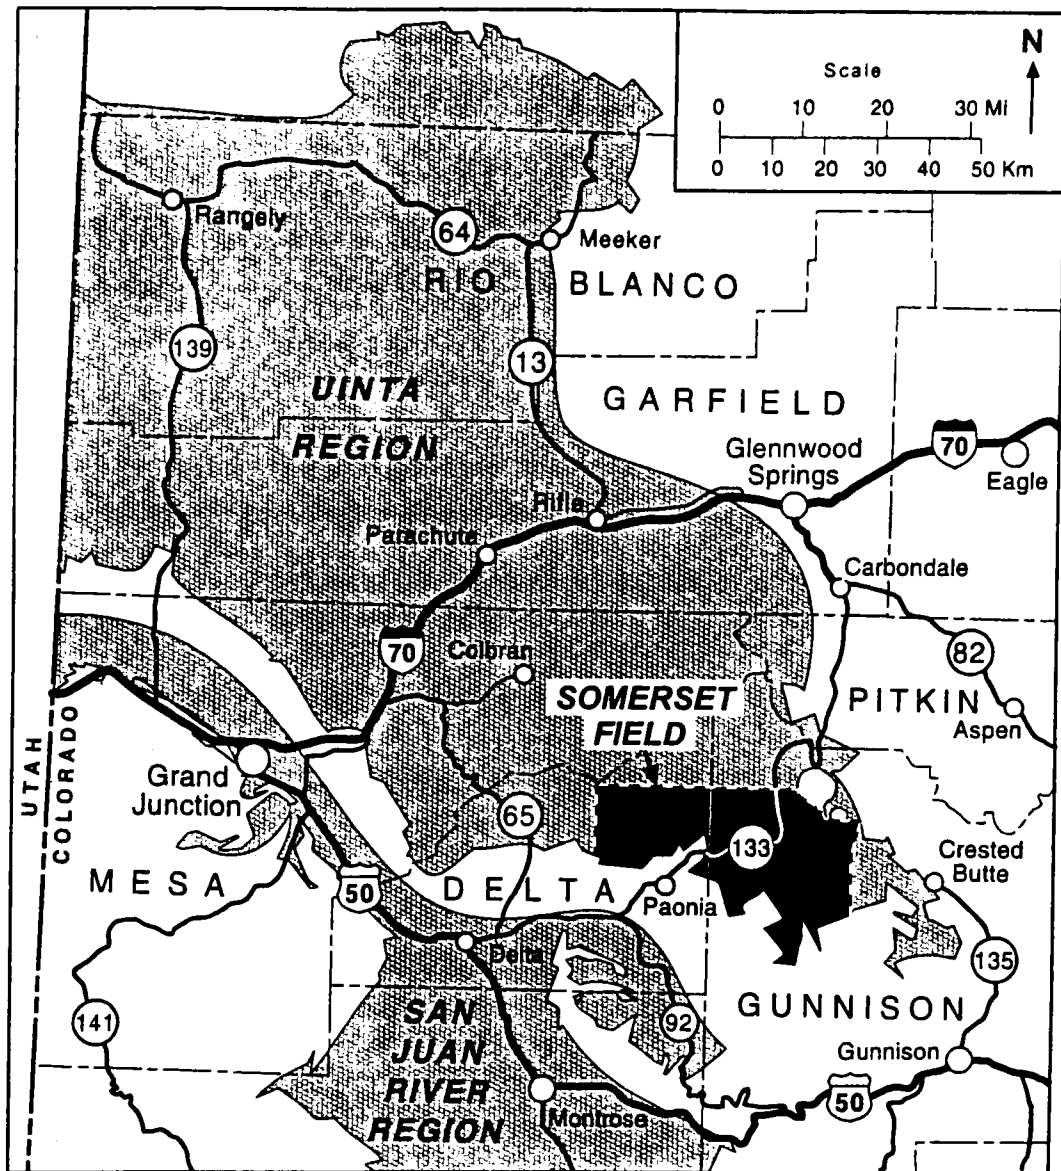 N
Scale
0 10 20 30 Mi
0 10 20 30 40 50 Km
Rangely
64
Meeker
RIO BLANCO
139
13
UINTA
REGION
GARFIELD
Glennwood
Springs
70
Eagle
Rifle
Parachute
Carbondale
70
Colbran
82
SOMERSET
FIELD
PITKIN
Aspen
UTAH
COLORADO
Grand
Junction
65
133
Crested
Butte
MESA
50
DELTA
Paonia
Delta
135
141
SAN
JUAN
RIVER
REGION
92
GUNNISON
Gunnison
50
Montrose